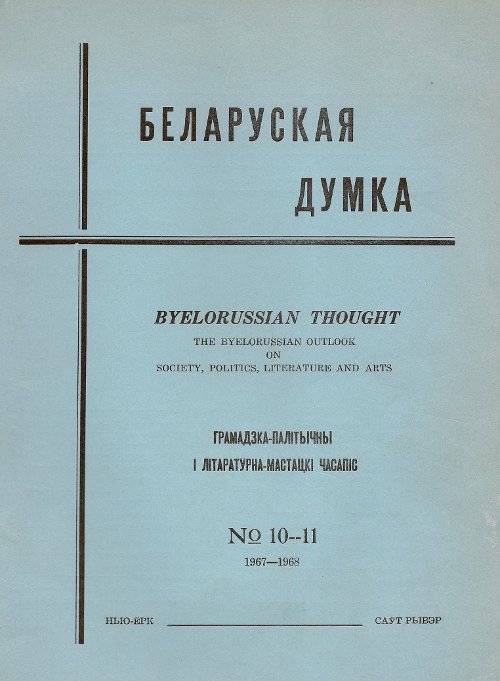 БЕЛАРУСКАЯ
ДУМКА
BYELORUSSIAN THOUGHT
THE BYELORUSSIAN OUTLOOK
ON
SOCIETY, POLITICS, LITERATURE AND ARTS
ГРАМАДЗКА-ПАЛІТЫЧНЫ
І ЛІТАРАТУРНА-МАСТАЦКІ ЧАСАПІС
No 10--11
1967—1968
НЬЮ-ЕРК САЎТ РЫВЭР